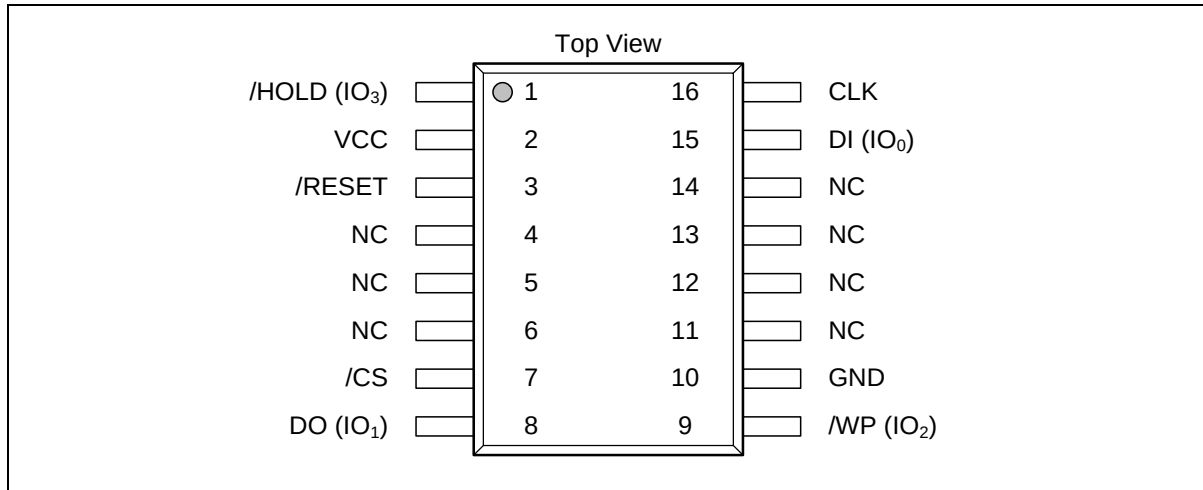 Top View
/HOLD (IO₃) 1 16 CLK
VCC 2 15 DI (IO₀)
/RESET 3 14 NC
NC 4 13 NC
NC 5 12 NC
NC 6 11 NC
/CS 7 10 GND
DO (IO₁) 8 9 /WP (IO₂)